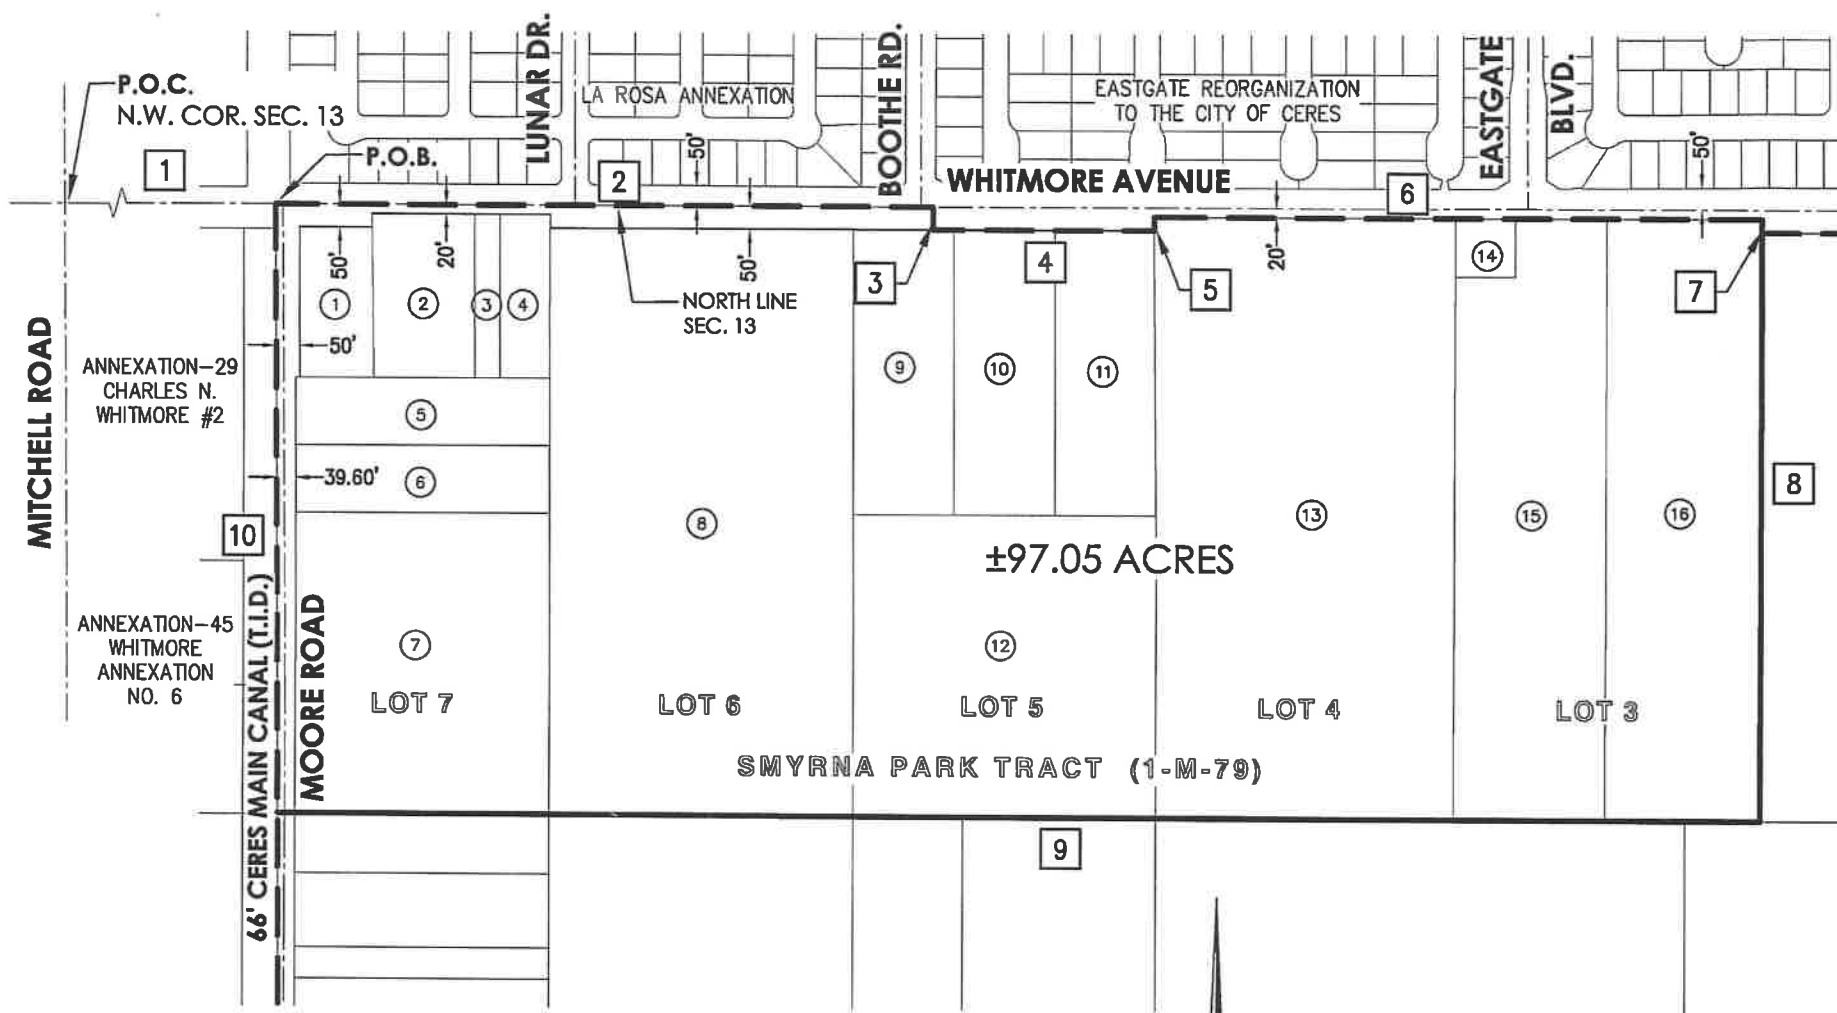 LUNAR DR.
BOOTHE RD.
EASTGATE
BLVD.
P.O.C.
N.W. COR. SEC. 13
LA ROSA ANNEXATION
EASTGATE REORGANIZATION
TO THE CITY OF CERES
1
P.O.B.
2
50'
WHITMORE AVENUE
6
50'
50'
20'
50'
3
4
5
20'
14
7
1
2
3
4
NORTH LINE
SEC. 13
50'
MITCHELL ROAD
ANNEXATION-29
CHARLES N.
WHITMORE #2
5
9
10
11
39.60'
6
8
10
8
13
15
16
±97.05 ACRES
66' CERES MAIN CANAL (T.I.D.)
MOORE ROAD
ANNEXATION-45
WHITMORE
ANNEXATION
NO. 6
7
12
LOT 7
LOT 6
LOT 5
LOT 4
LOT 3
SMYRNA PARK TRACT (1-M-79)
9